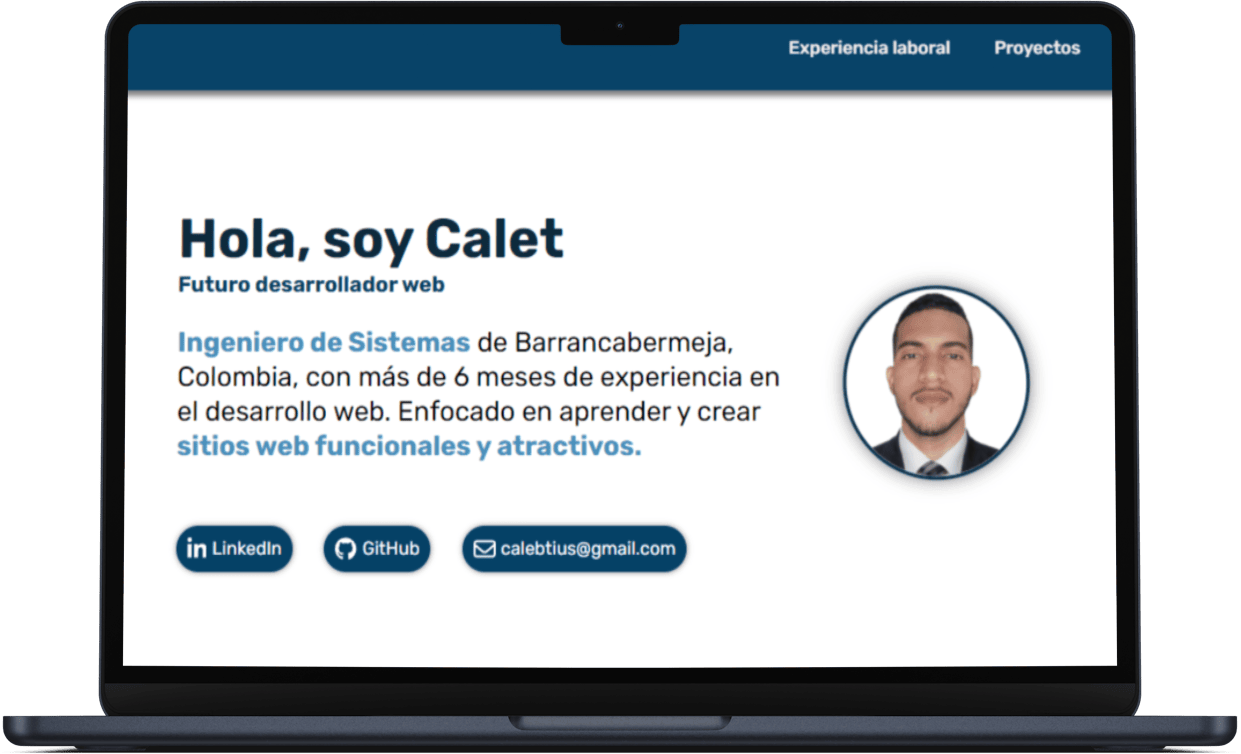 Experiencia laboral Proyectos
Hola, soy Calet
Futuro desarrollador web
Ingeniero de Sistemas de Barrancabermeja,
Colombia, con más de 6 meses de experiencia en
el desarrollo web. Enfocado en aprender y crear
sitios web funcionales y atractivos.
in LinkedIn GitHub calebtius@gmail.com